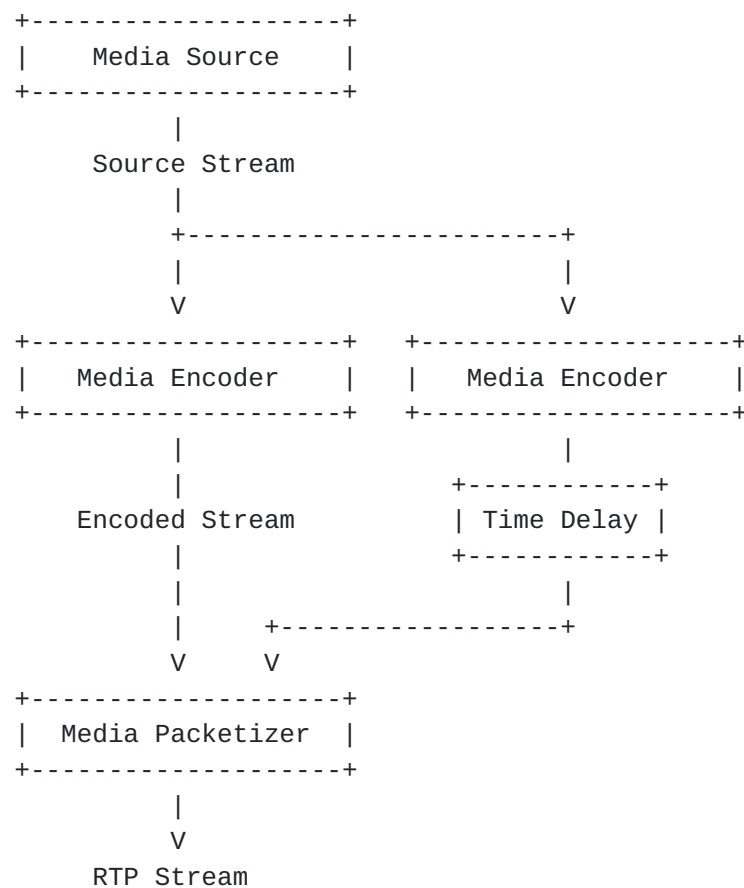 +--------------------+
|    Media Source    |
+--------------------+
          |
     Source Stream
          |
          +------------------------+
          |                        |
          V                        V
+--------------------+   +--------------------+
|   Media Encoder    |   |   Media Encoder    |
+--------------------+   +--------------------+
          |                        |
          |                 +------------+
    Encoded Stream          | Time Delay |
          |                 +------------+
          |                        |
          |     +------------------+
          V     V
+--------------------+
|  Media Packetizer  |
+--------------------+
          |
          V
     RTP Stream